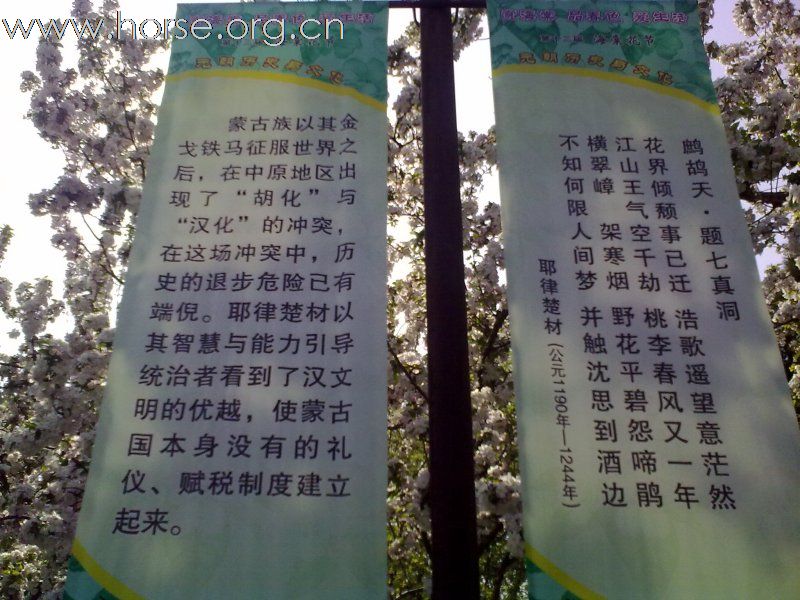 www.horse.org.cn
元明历史与文化
蒙古族以其金
戈铁马征服世界之
后，在中原地区出
现了“胡化”与
“汉化”的冲突，
在这场冲突中，历
史的退步危险已有
端倪。耶律楚材以
其智慧与能力引导
统治者看到了汉文
明的优越，使蒙古
国本身没有的礼
仪、赋税制度建立
起来。
海棠花节
元明历史与文化
鹧鸪天·题七真洞
花界倾颓事已迁 浩歌遥望意茫然
江山王气空千劫 桃李春风又一年
横翠嶂 架寒烟 野花平碧怨啼鹃
不知何限人间梦 并触沈思到酒边
耶律楚材（公元1190年—1244年）